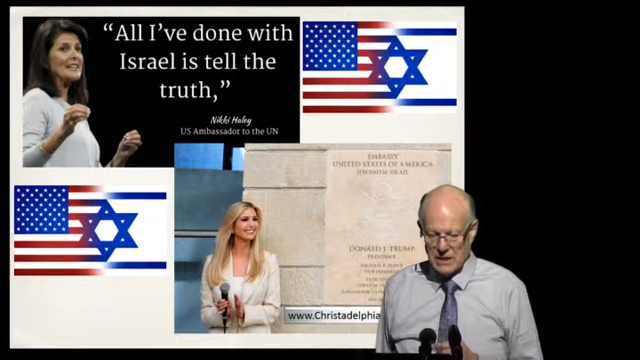 “All I’ve done with
Israel is tell the
truth,”
Nikki Haley
US Ambassador to the UN
EMBASSY
UNITED STATES OF AMERICA
JERUSALEM ISRAEL
DONALD J. TRUMP
PRESIDENT
www.Christadelphia